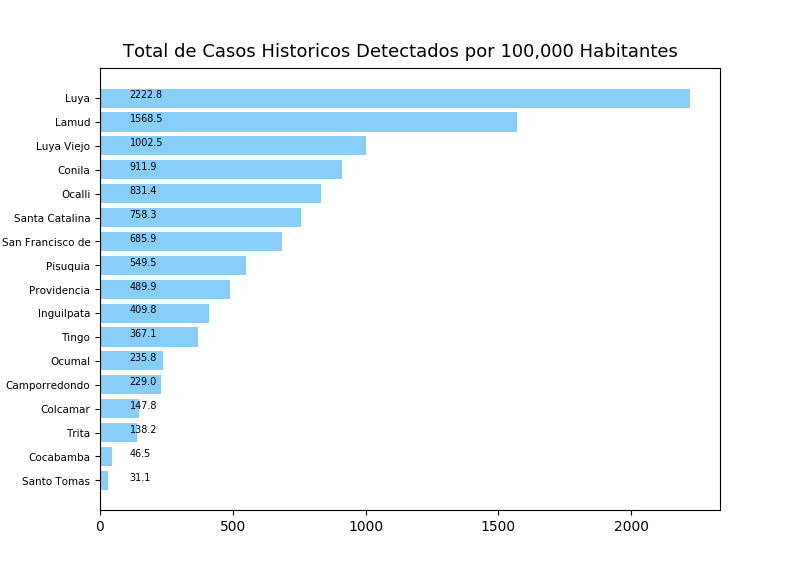 Total de Casos Historicos Detectados por 100,000 Habitantes
Luya 2222.8
Lamud 1568.5
Luya Viejo 1002.5
Conila 911.9
Ocalli 831.4
Santa Catalina 758.3
San Francisco de 685.9
Pisuquia 549.5
Providencia 489.9
Inguilpata 409.8
Tingo 367.1
Ocumal 235.8
Camporredondo 229.0
Colcamar 147.8
Trita 138.2
Cocabamba 46.5
Santo Tomas 31.1
0 500 1000 1500 2000